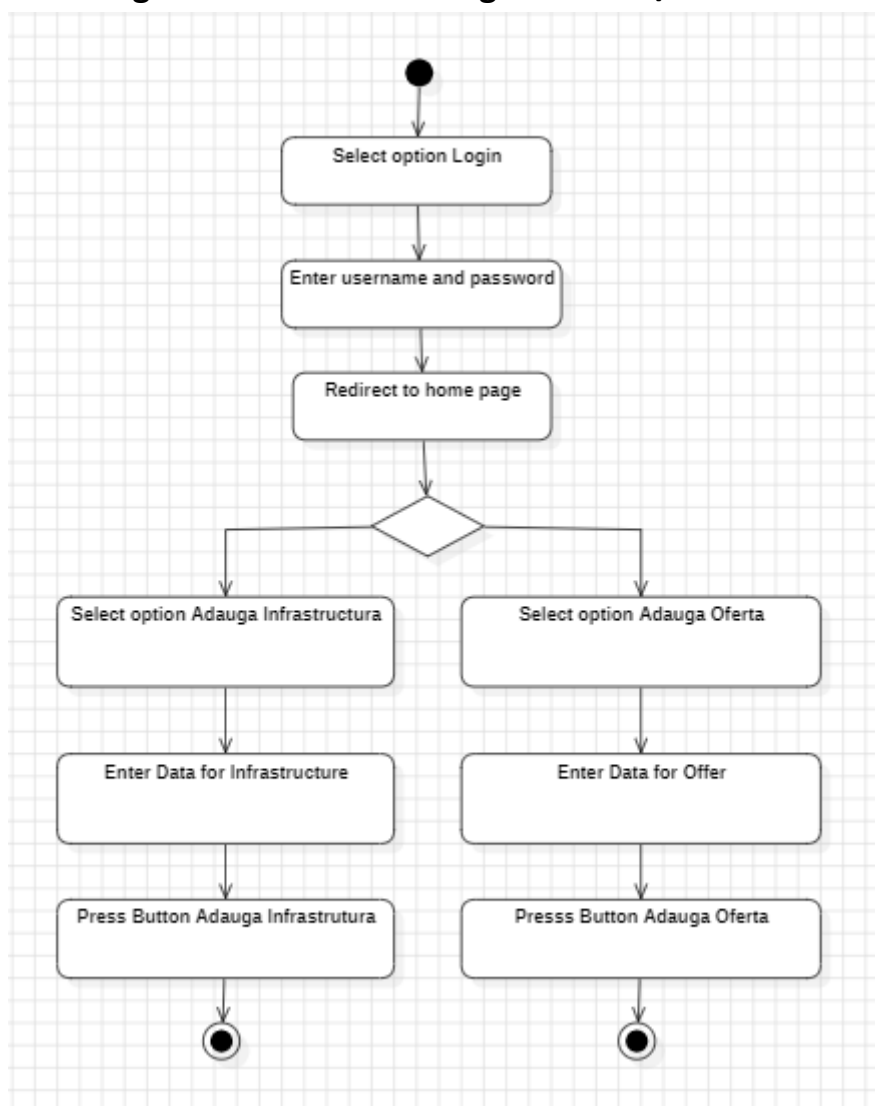 Select option Login
Enter username and password
Redirect to home page
Select option Adauga Infrastructura
Select option Adauga Oferta
Enter Data for Infrastructure
Enter Data for Offer
Press Button Adauga Infrastrutura
Presss Button Adauga Oferta